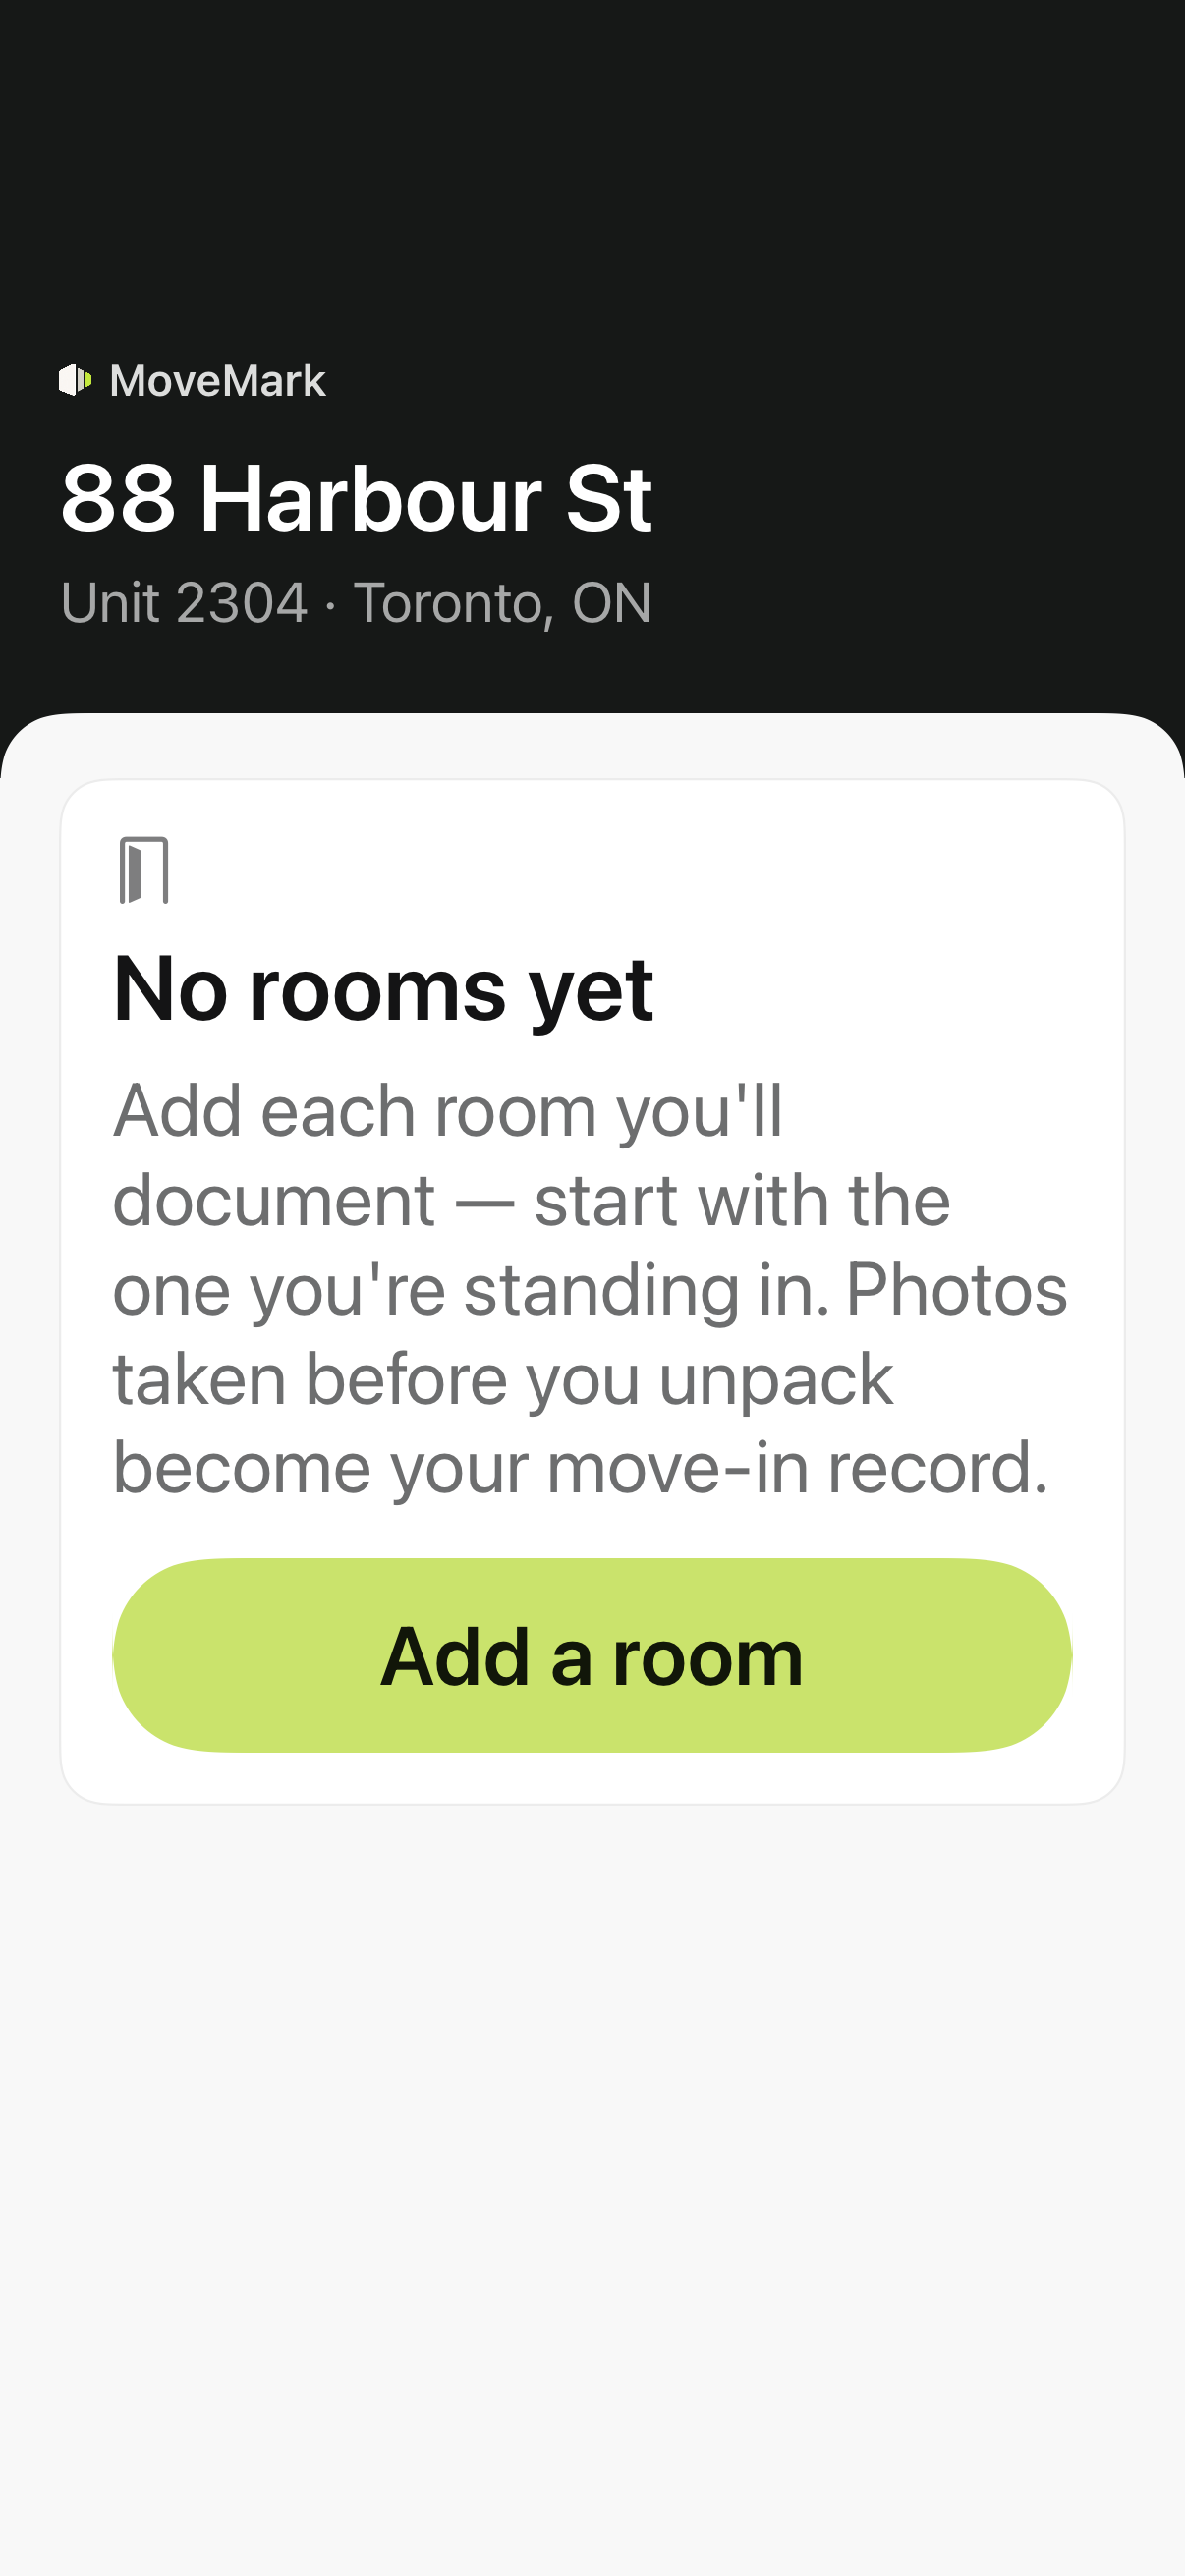 MoveMark
88 Harbour St
Unit 2304 · Toronto, ON
No rooms yet
Add each room you'll
document — start with the
one you're standing in. Photos
taken before you unpack
become your move-in record.
Add a room